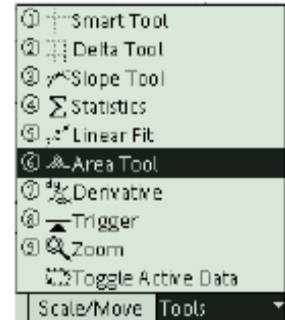 ① Smart Tool
② Delta Tool
③ Slope Tool
④ Statistics
⑤ Linear Fit
⑥ Area Tool
⑦ Derivative
⑧ Trigger
⑨ Zoom
Toggle Active Data
Scale/Move Tools